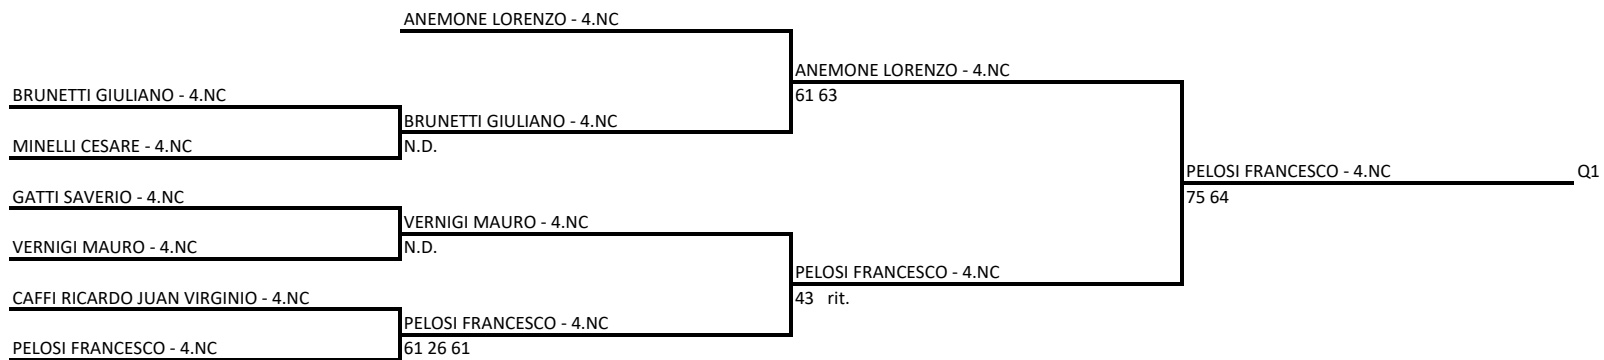 ANEMONE LORENZO - 4.NC
ANEMONE LORENZO - 4.NC
BRUNETTI GIULIANO - 4.NC
61 63
BRUNETTI GIULIANO - 4.NC
MINELLI CESARE - 4.NC
N.D.
PELOSI FRANCESCO - 4.NC
Q1
GATTI SAVERIO - 4.NC
75 64
VERNIGI MAURO - 4.NC
VERNIGI MAURO - 4.NC
N.D.
PELOSI FRANCESCO - 4.NC
CAFFI RICARDO JUAN VIRGINIO - 4.NC
43 rit.
PELOSI FRANCESCO - 4.NC
PELOSI FRANCESCO - 4.NC
61 26 61